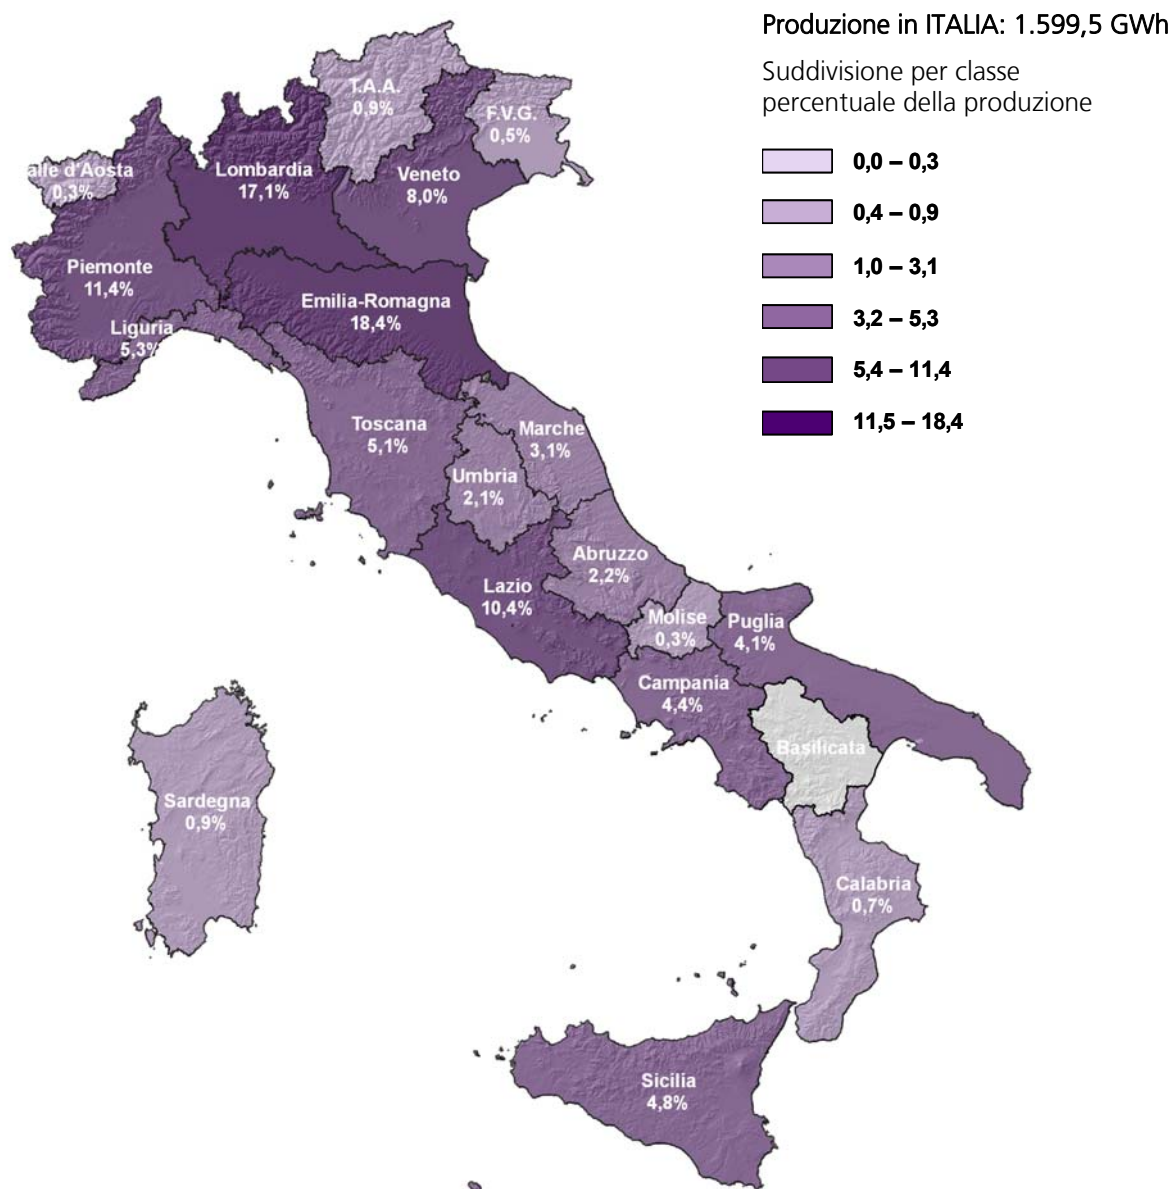 Produzione in ITALIA: 1.599,5 GWh
Suddivisione per classe
percentuale della produzione
0,0 – 0,3
0,4 – 0,9
1,0 – 3,1
3,2 – 5,3
5,4 – 11,4
11,5 – 18,4
T.A.A.
0,9%
F.V.G.
0,5%
alle d'Aosta
0,3%
Lombardia
17,1%
Veneto
8,0%
Piemonte
11,4%
Emilia-Romagna
18,4%
Liguria
5,3%
Toscana
5,1%
Marche
3,1%
Umbria
2,1%
Abruzzo
2,2%
Lazio
10,4%
Molise
0,3%
Puglia
4,1%
Campania
4,4%
Basilicata
Sardegna
0,9%
Calabria
0,7%
Sicilia
4,8%